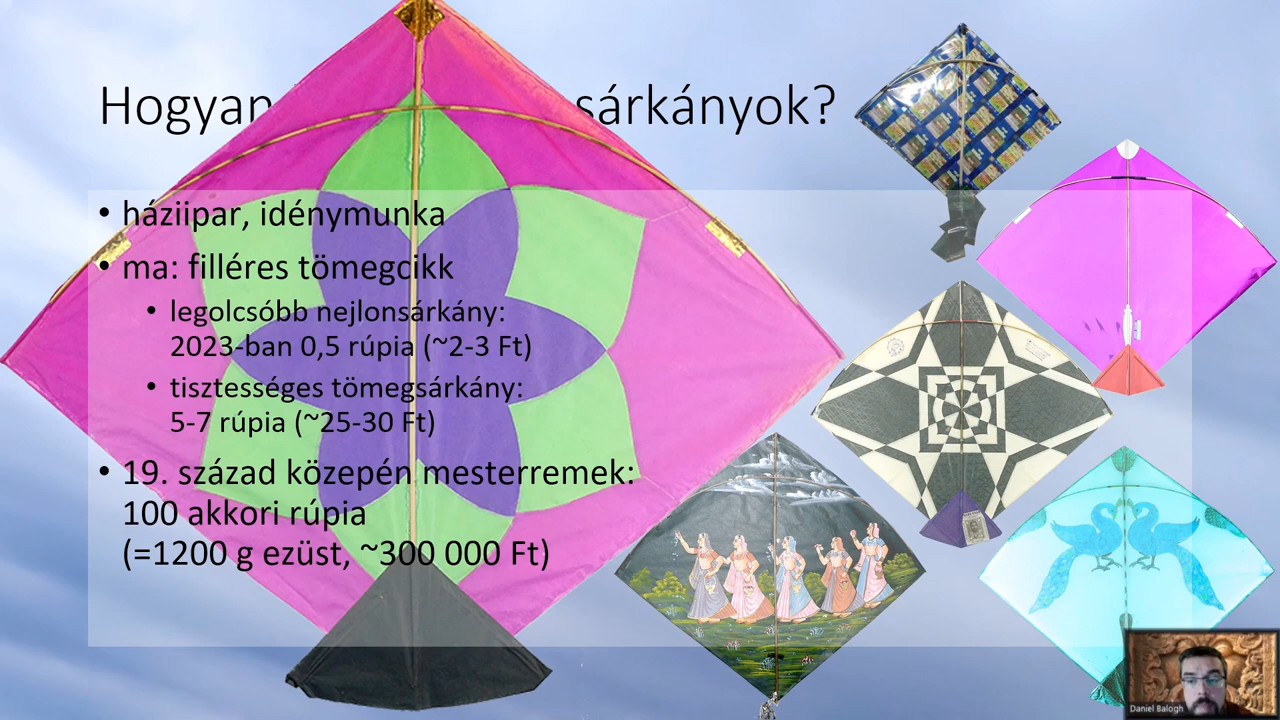 Hogyan sárkányok?
• háziipar, idénymunka
• ma: filléres tömegcikk
• legolcsóbb nejlonsárkány:
2023-ban 0,5 rúpia (~2-3 Ft)
• tisztességes tömegsárkány:
5-7 rúpia (~25-30 Ft)
• 19. század közepén mesterremek:
100 akkori rúpia
(=1200 g ezüst, ~300 000 Ft)
Daniel Balogh